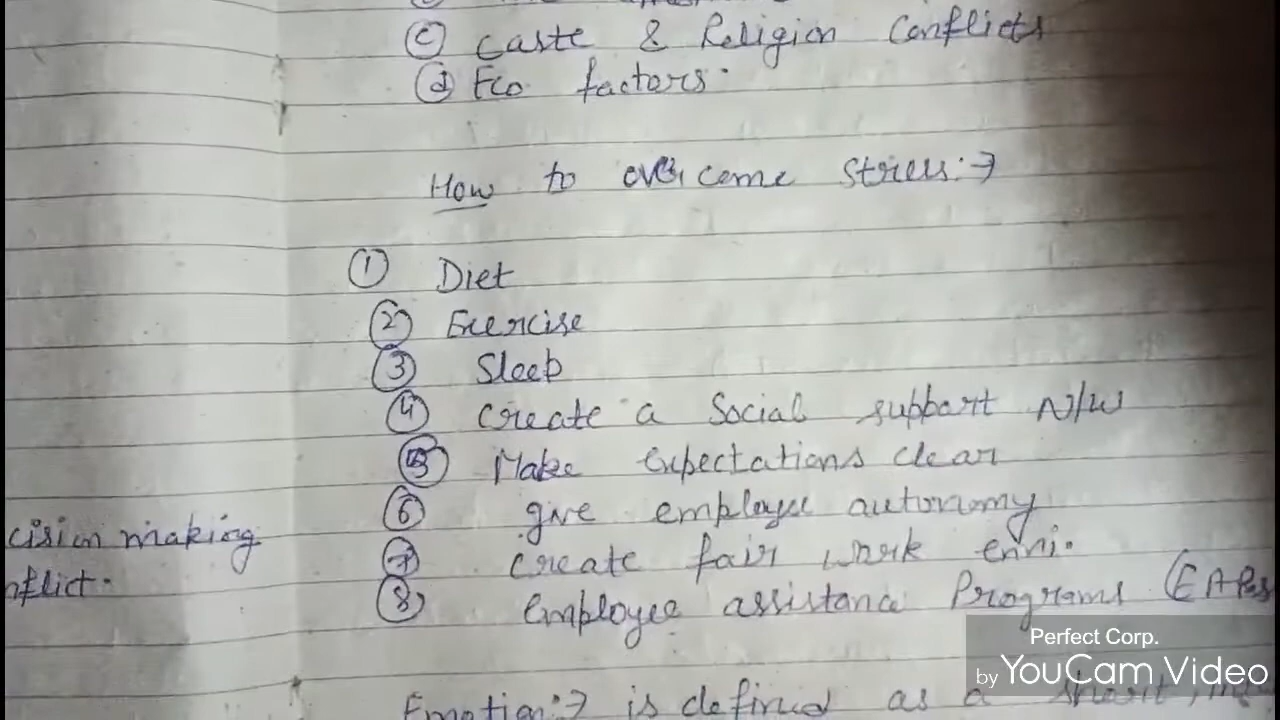 (c) Caste & Religion Conflicts
(d) Eco factors.
How to overcome stress:→
① Diet
② Exercise
③ Sleep
④ create a Social support N/W
⑤ Make expectations clear
⑥ give employee autonomy
cision making
⑦ create fair work envi.
nflict.
⑧ employee assistance Programs (EAPs
Emotion:→ is defined as a short,
Perfect Corp.
by YouCam Video